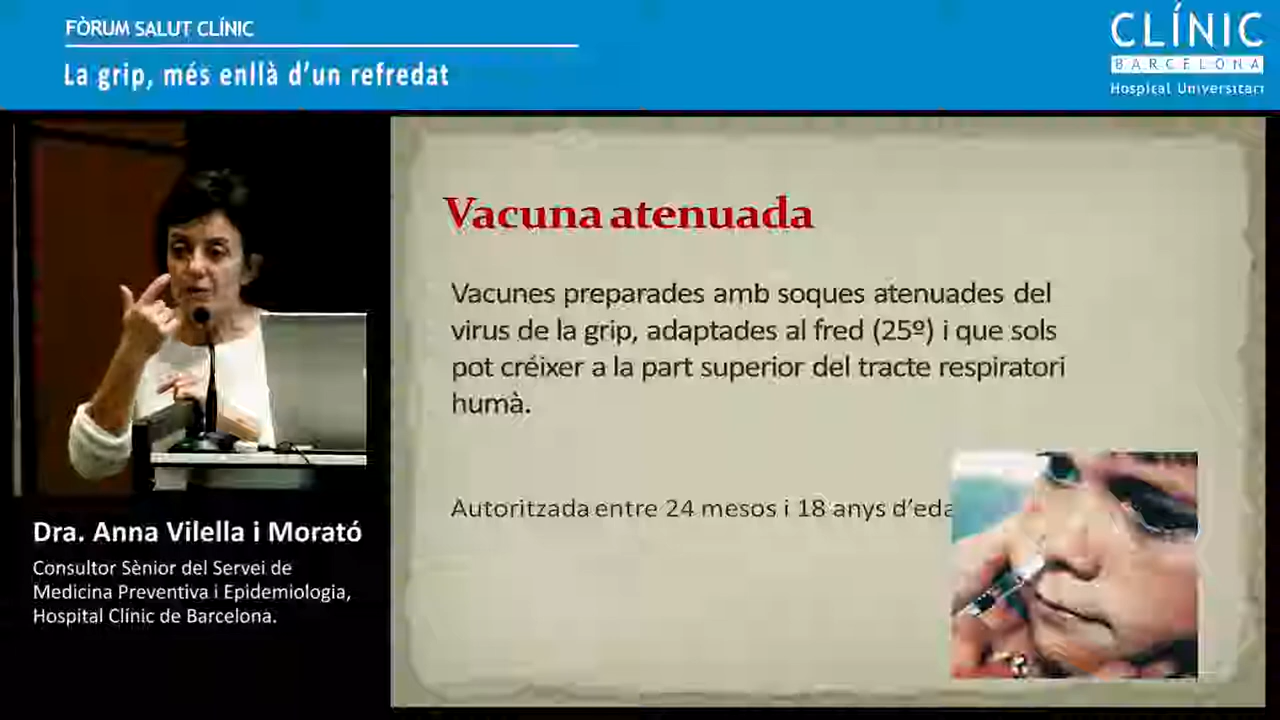 FÒRUM SALUT CLÍNIC
La grip, més enllà d'un refredat
CLÍNIC
BARCELONA
Hospital Universitari
Vacuna atenuada
Vacunes preparades amb soques atenuades del
virus de la grip, adaptades al fred (25º) i que sols
pot créixer a la part superior del tracte respiratori
humà.
Autoritzada entre 24 mesos i 18 anys d'eda
Dra. Anna Vilella i Morató
Consultor Sènior del Servei de
Medicina Preventiva i Epidemiologia,
Hospital Clínic de Barcelona.